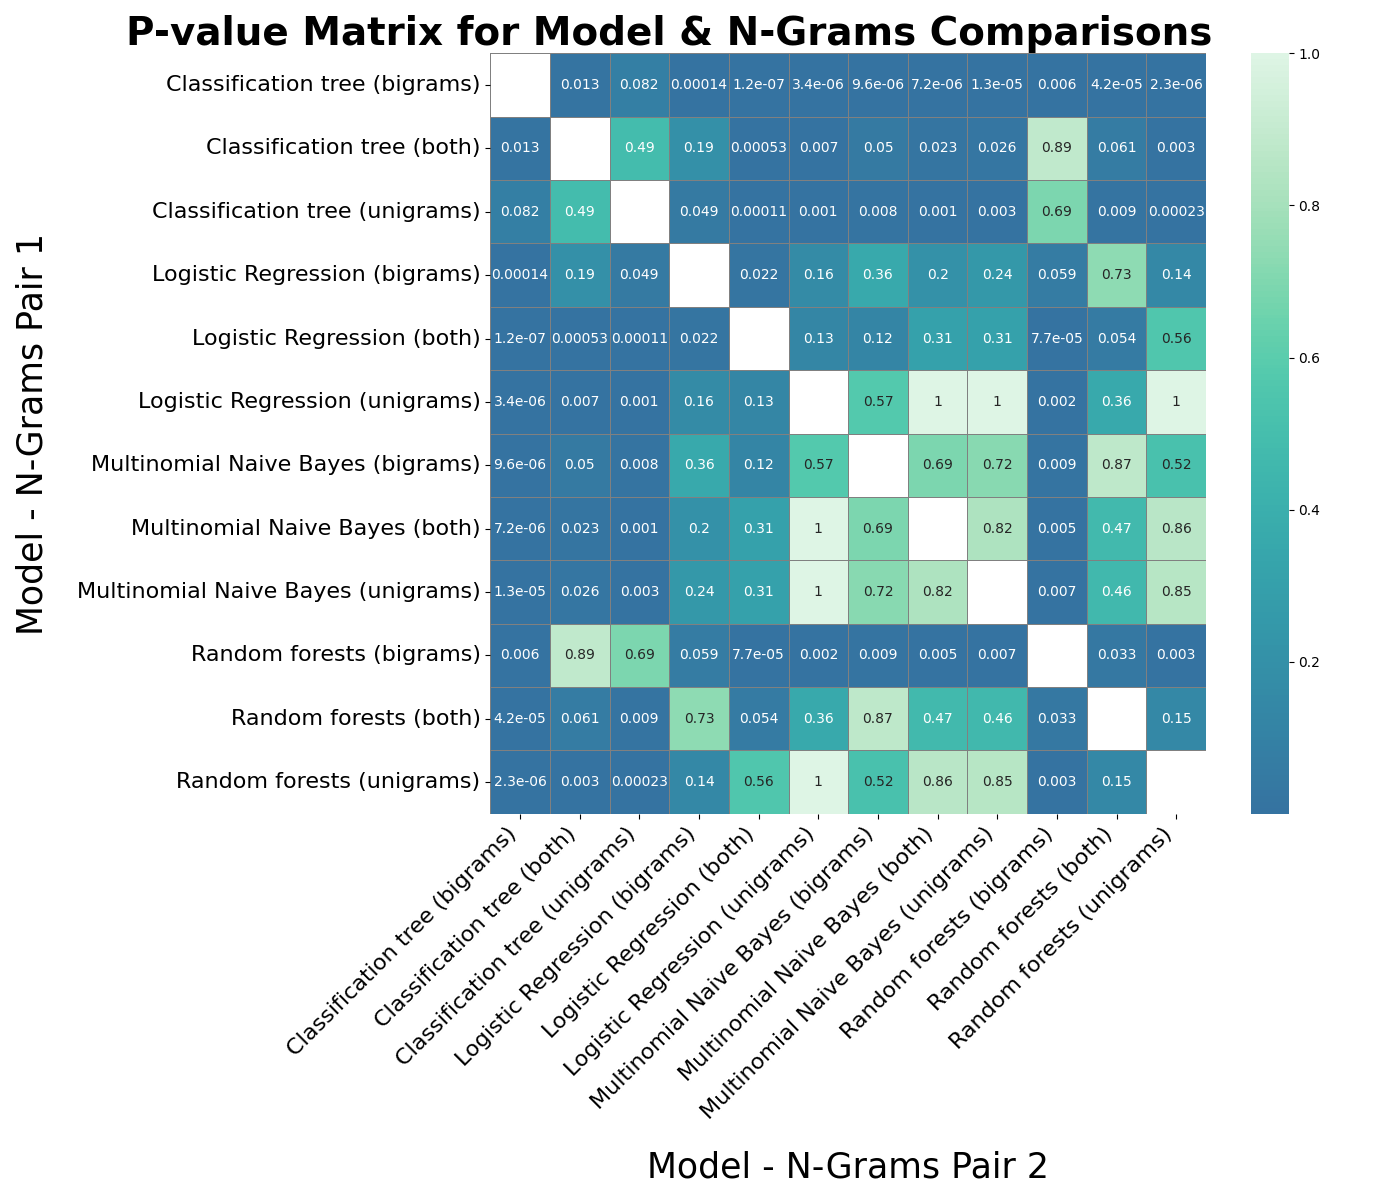 P-value Matrix for Model & N-Grams Comparisons
Model - N-Grams Pair 1
Classification tree (bigrams) 0.013 0.082 0.00014 1.2e-07 3.4e-06 9.6e-06 7.2e-06 1.3e-05 0.006 4.2e-05 2.3e-06
Classification tree (both) 0.013 0.49 0.19 0.00053 0.007 0.05 0.023 0.026 0.89 0.061 0.003
Classification tree (unigrams) 0.082 0.49 0.049 0.00011 0.001 0.008 0.001 0.003 0.69 0.009 0.00023
Logistic Regression (bigrams) 0.00014 0.19 0.049 0.022 0.16 0.36 0.2 0.24 0.059 0.73 0.14
Logistic Regression (both) 1.2e-07 0.00053 0.00011 0.022 0.13 0.12 0.31 0.31 7.7e-05 0.054 0.56
Logistic Regression (unigrams) 3.4e-06 0.007 0.001 0.16 0.13 0.57 1 1 0.002 0.36 1
Multinomial Naive Bayes (bigrams) 9.6e-06 0.05 0.008 0.36 0.12 0.57 0.69 0.72 0.009 0.87 0.52
Multinomial Naive Bayes (both) 7.2e-06 0.023 0.001 0.2 0.31 1 0.69 0.82 0.005 0.47 0.86
Multinomial Naive Bayes (unigrams) 1.3e-05 0.026 0.003 0.24 0.31 1 0.72 0.82 0.007 0.46 0.85
Random forests (bigrams) 0.006 0.89 0.69 0.059 7.7e-05 0.002 0.009 0.005 0.007 0.033 0.003
Random forests (both) 4.2e-05 0.061 0.009 0.73 0.054 0.36 0.87 0.47 0.46 0.033 0.15
Random forests (unigrams) 2.3e-06 0.003 0.00023 0.14 0.56 1 0.52 0.86 0.85 0.003 0.15
Classification tree (bigrams)
Classification tree (both)
Classification tree (unigrams)
Logistic Regression (bigrams)
Logistic Regression (both)
Logistic Regression (unigrams)
Multinomial Naive Bayes (bigrams)
Multinomial Naive Bayes (both)
Multinomial Naive Bayes (unigrams)
Random forests (bigrams)
Random forests (both)
Random forests (unigrams)
Model - N-Grams Pair 2
1.0
0.8
0.6
0.4
0.2